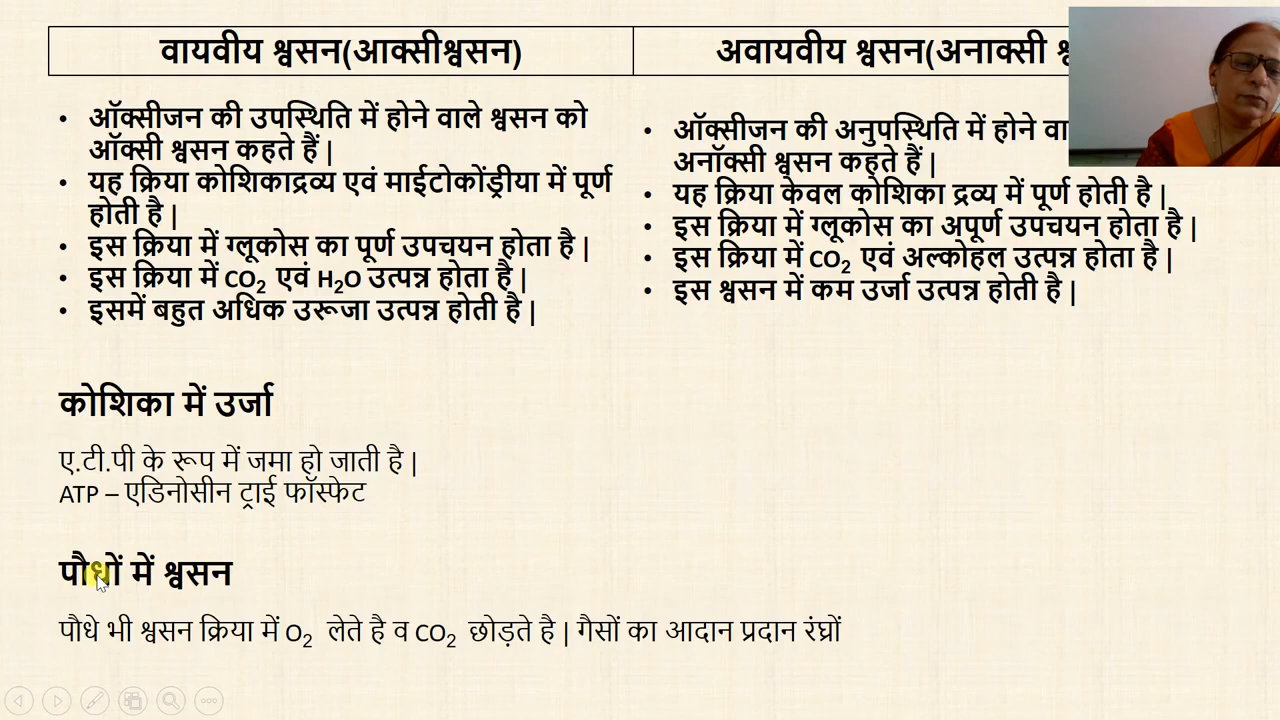 वायवीय श्वसन(आक्सीश्वसन)
अवायवीय श्वसन(अनाक्सी
• ऑक्सीजन की उपस्थिति में होने वाले श्वसन को
ऑक्सी श्वसन कहते हैं |
• यह क्रिया कोशिकाद्रव्य एवं माईटोकोंड्रीया में पूर्ण
होती है |
• इस क्रिया में ग्लूकोस का पूर्ण उपचयन होता है |
• इस क्रिया में CO₂ एवं H₂O उत्पन्न होता है |
• इसमें बहुत अधिक उरूजा उत्पन्न होती है |
• ऑक्सीजन की अनुपस्थिति में होने
अनॉक्सी श्वसन कहते हैं |
• यह क्रिया केवल कोशिका द्रव्य में पूर्ण होती है |
• इस क्रिया में ग्लूकोस का अपूर्ण उपचयन होता है |
• इस क्रिया में CO₂ एवं अल्कोहल उत्पन्न होता है |
• इस श्वसन में कम उर्जा उत्पन्न होती है |
कोशिका में उर्जा
ए.टी.पी के रूप में जमा हो जाती है |
ATP – एडिनोसीन ट्राई फॉस्फेट
पौधों में श्वसन
पौधे भी श्वसन क्रिया में O₂ लेते है व CO₂ छोड़ते है | गैसों का आदान प्रदान रंघ्रों